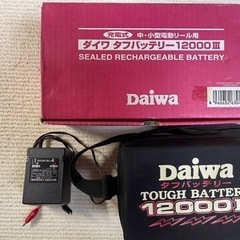 充電式 中・小型電動リール用
ダイワ タフバッテリー12000III
SEALED RECHARGEABLE BATTERY
Daiwa
Daiwa
タフバッテリー
TOUGH BATTER
12000II